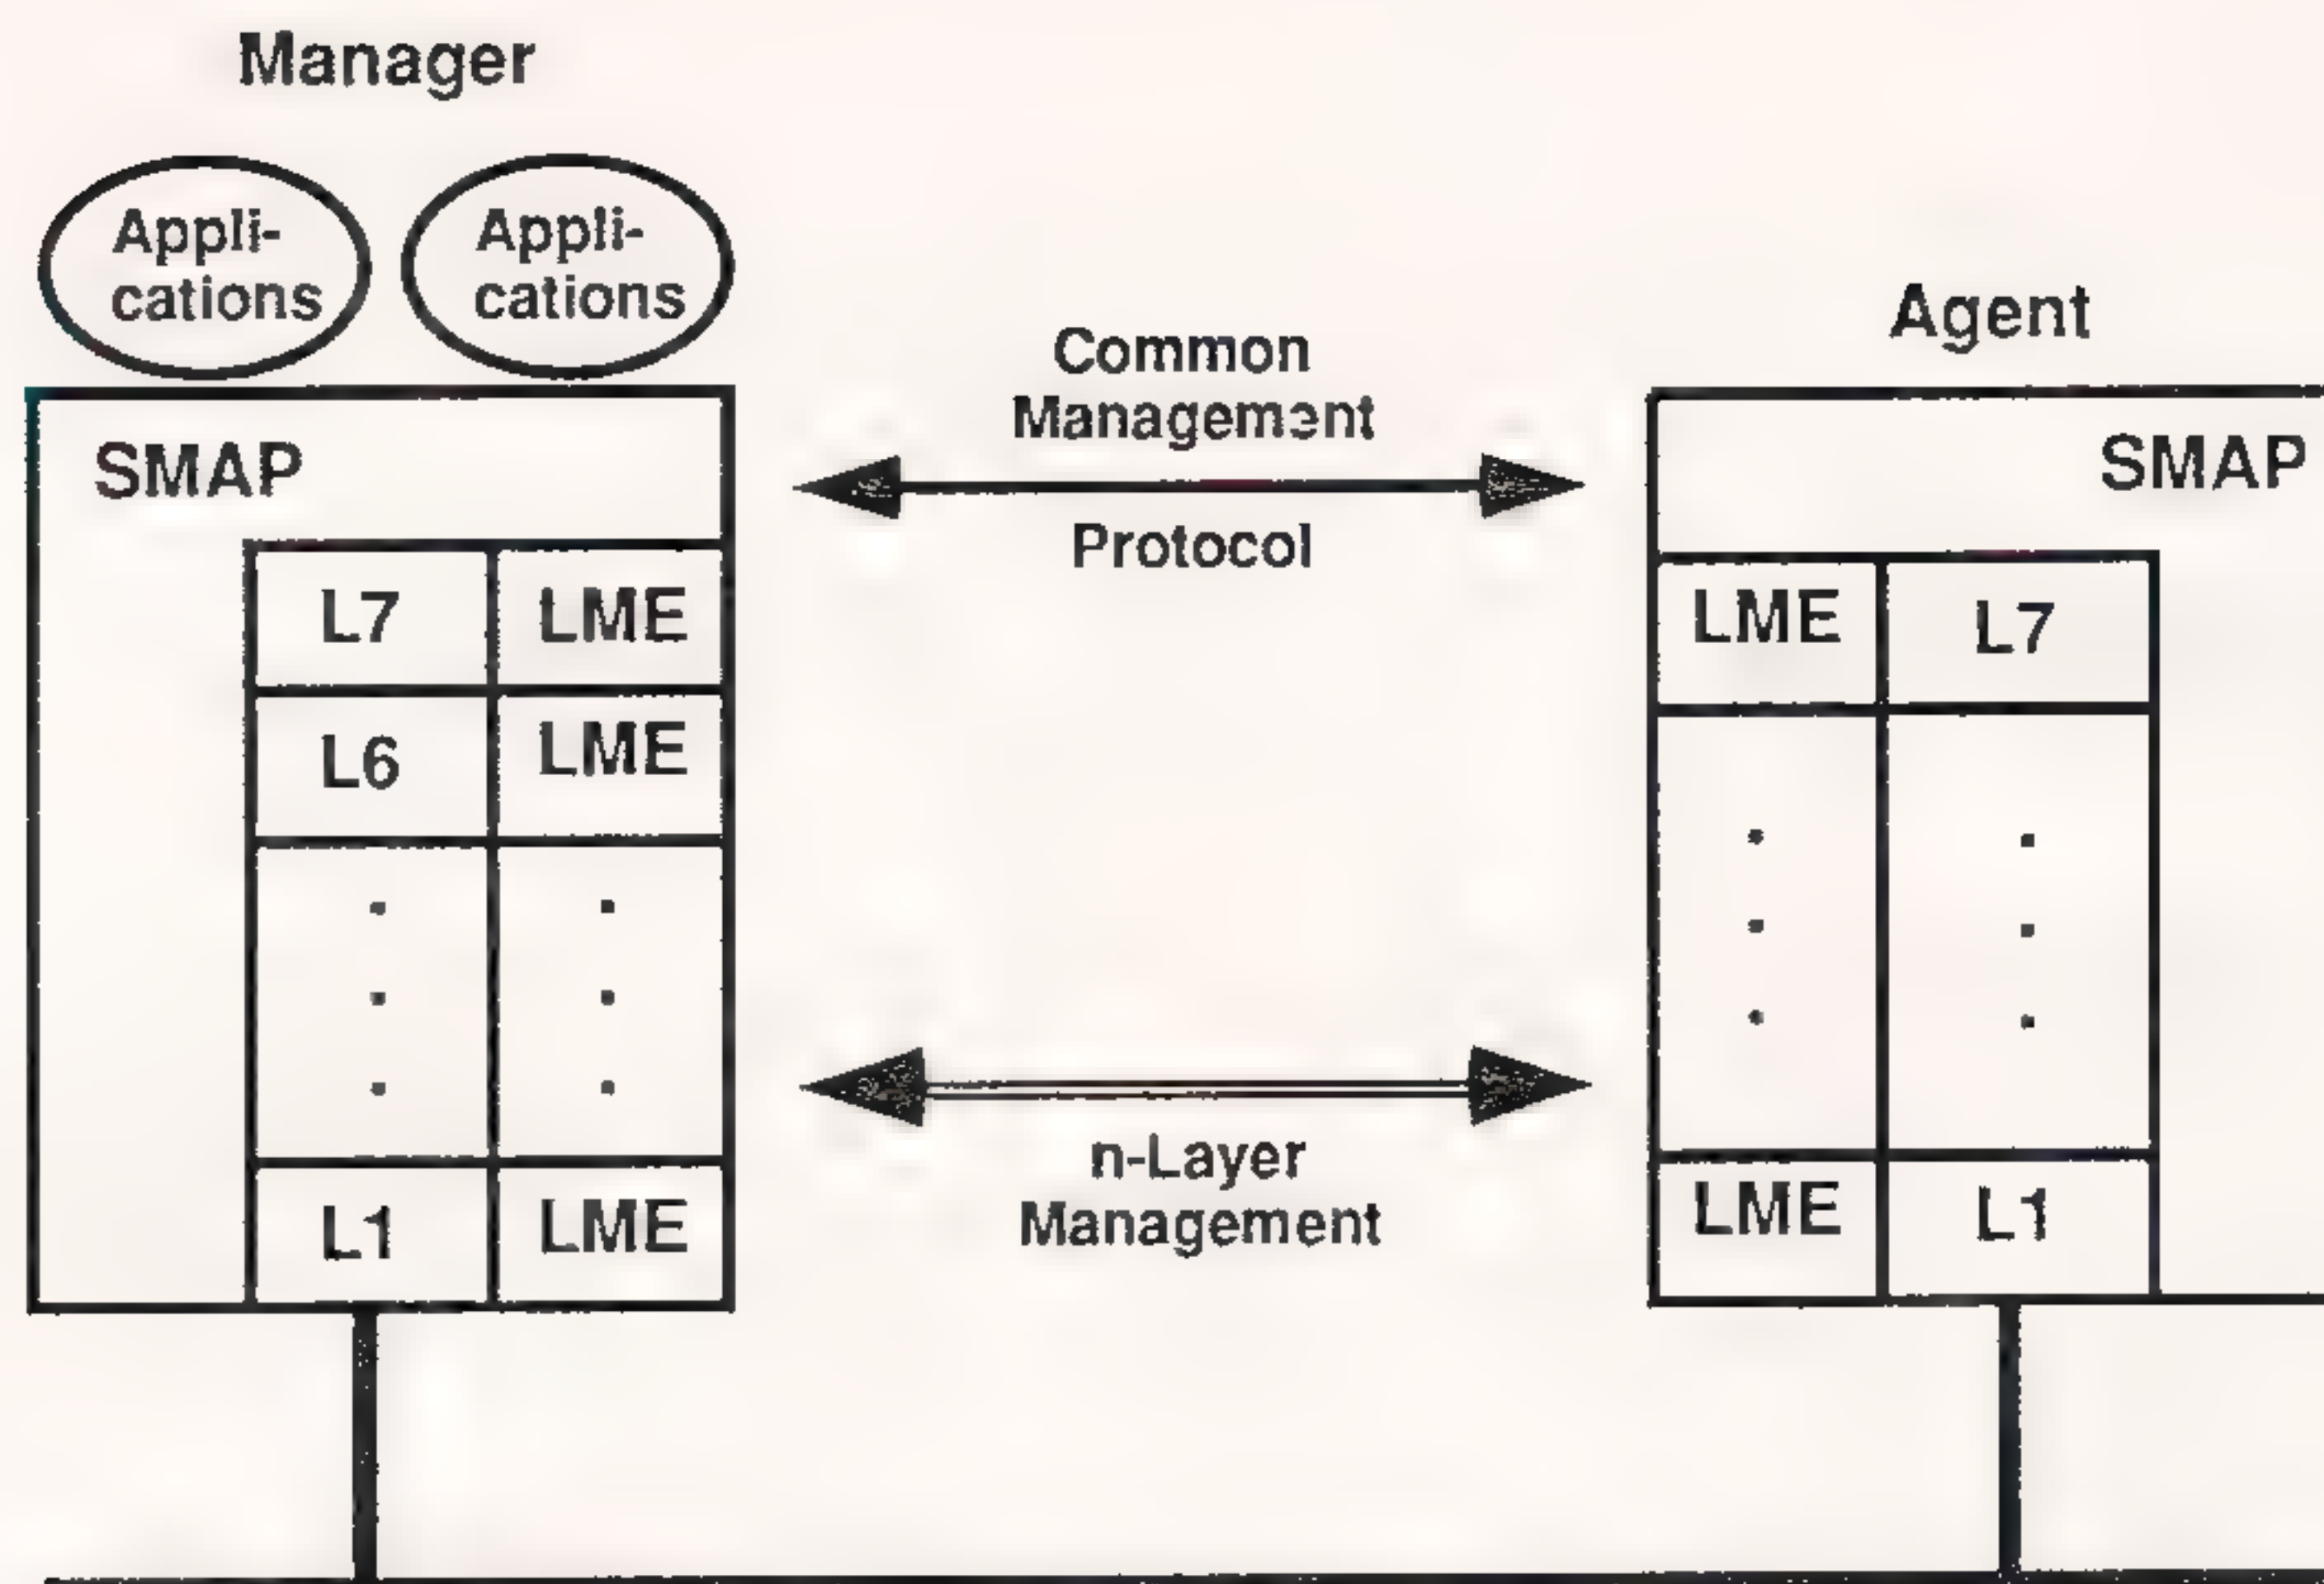 Manager
Appli-
cations
Appli-
cations
SMAP
L7 LME
L6 LME
L1 LME
Common
Management
Protocol
n-Layer
Management
Agent
SMAP
LME L7
LME L1